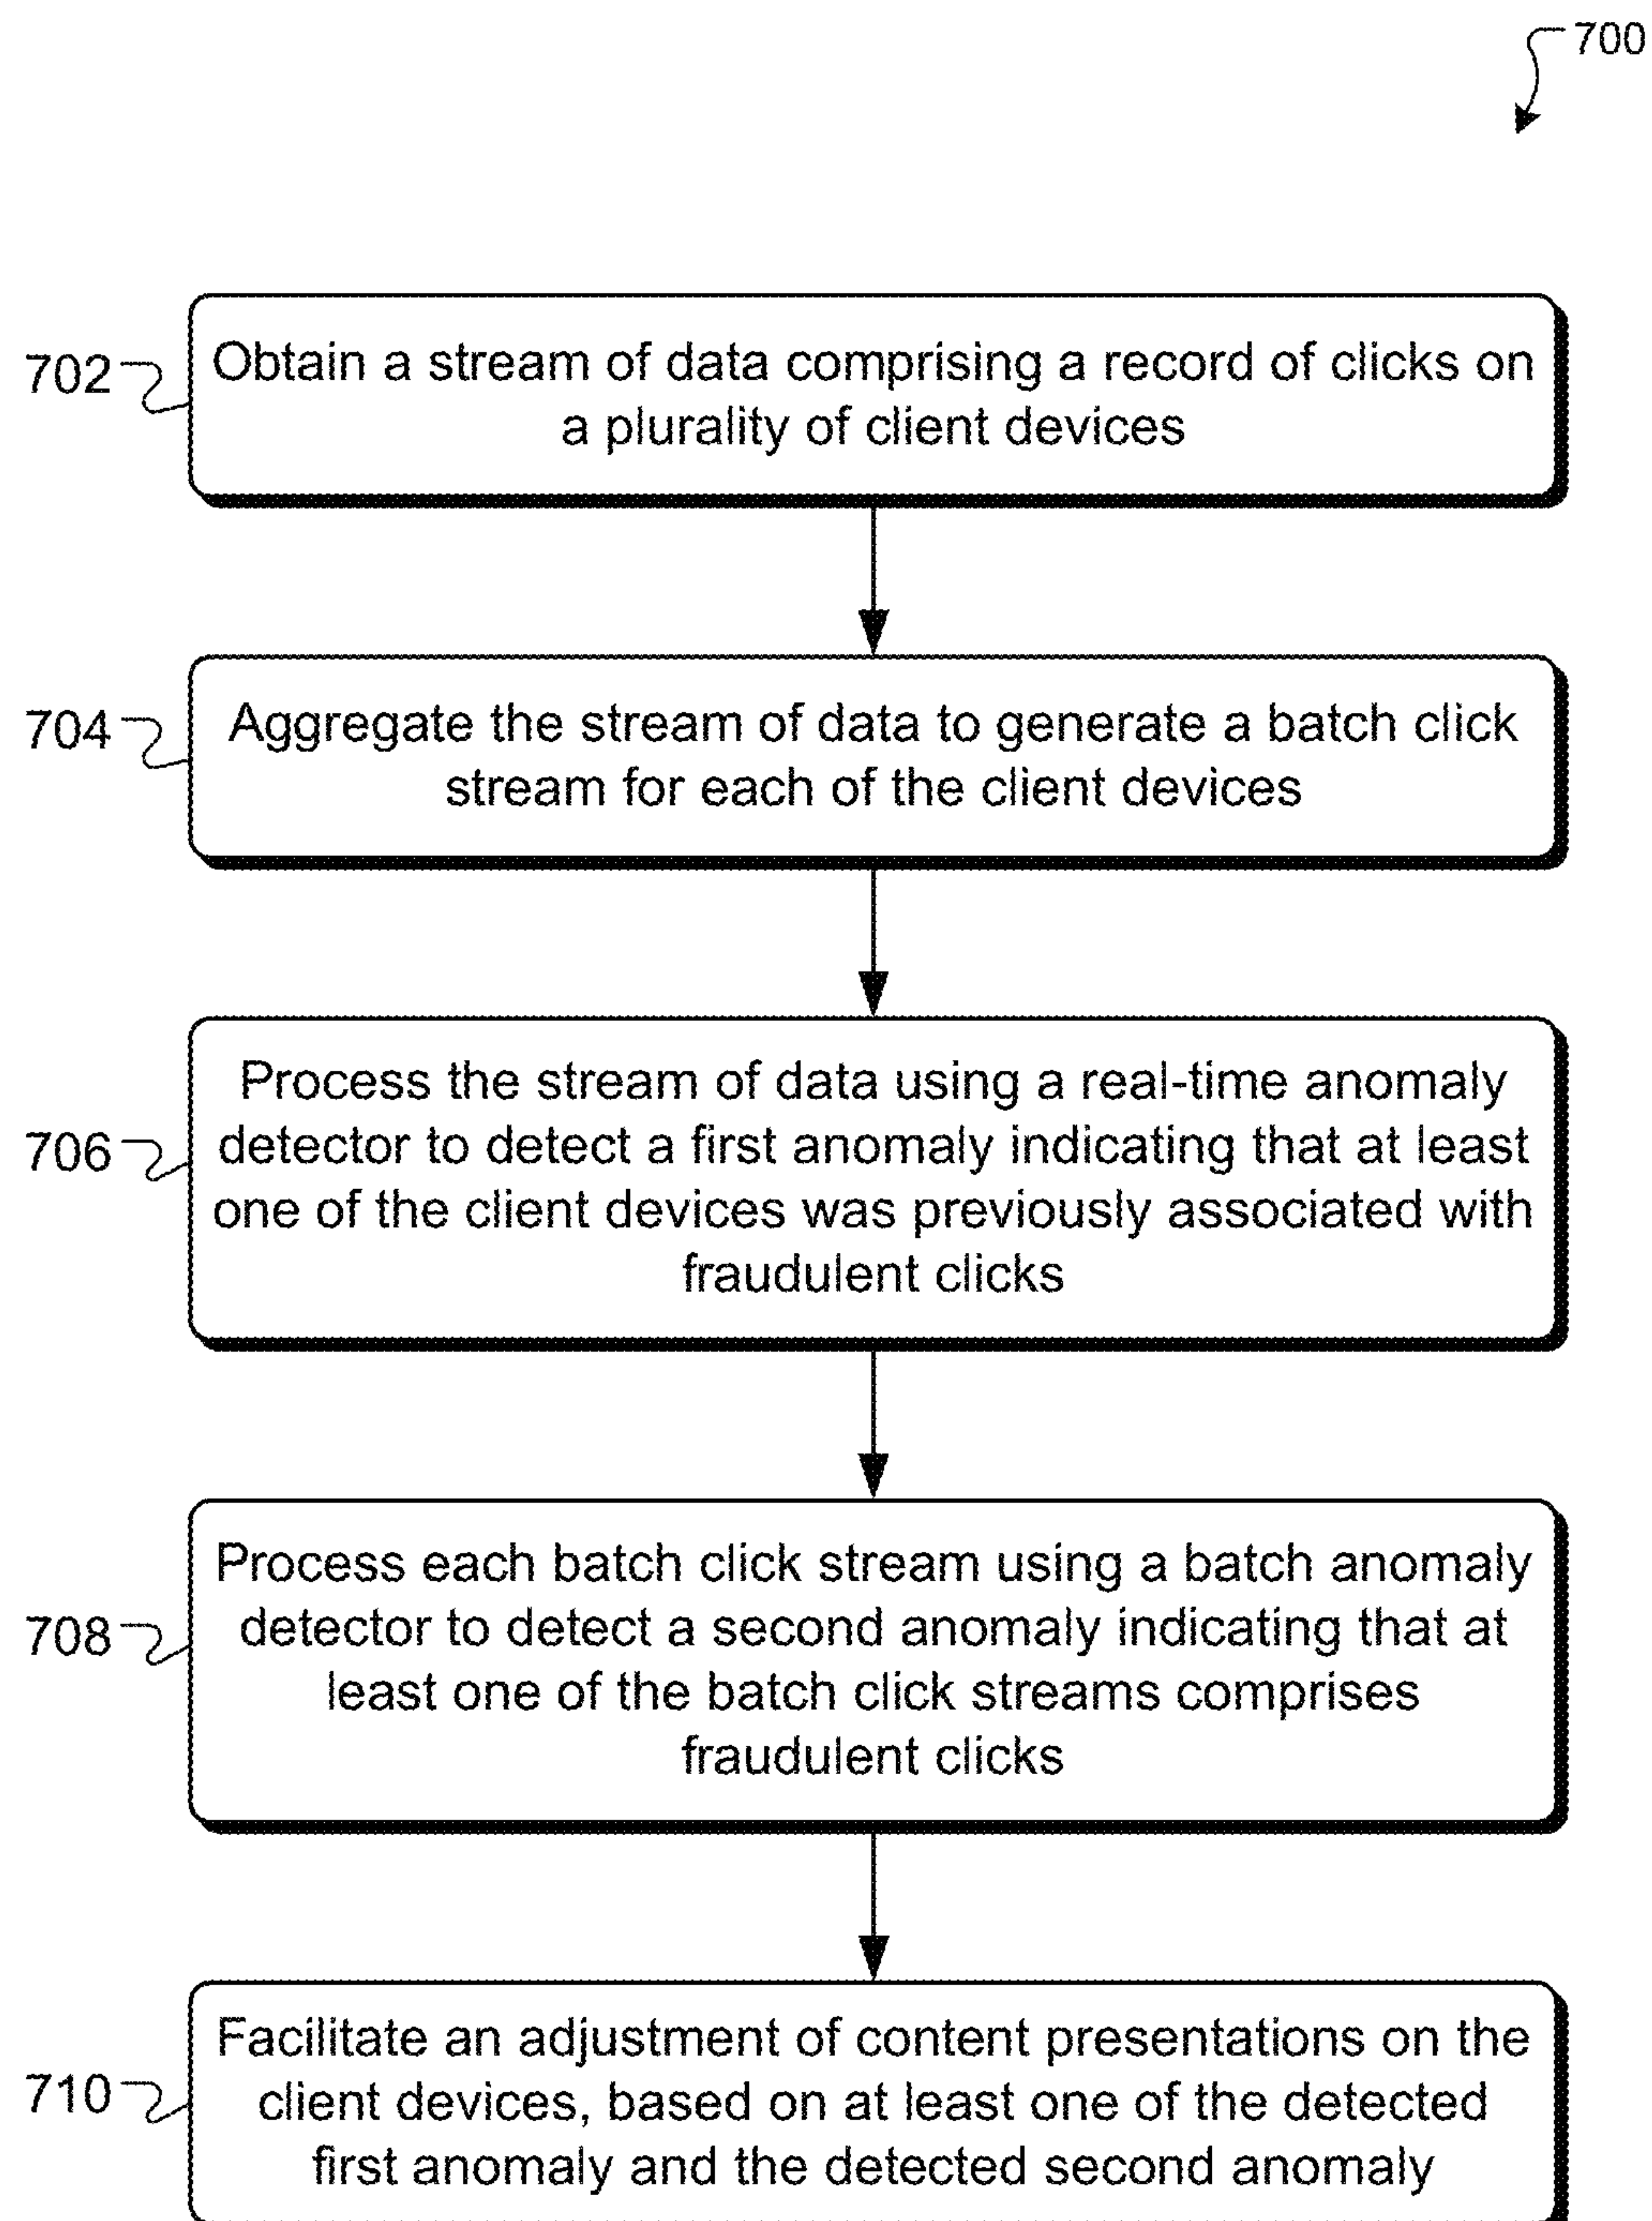 700
702
Obtain a stream of data comprising a record of clicks on
a plurality of client devices
704
Aggregate the stream of data to generate a batch click
stream for each of the client devices
706
Process the stream of data using a real-time anomaly
detector to detect a first anomaly indicating that at least
one of the client devices was previously associated with
fraudulent clicks
708
Process each batch click stream using a batch anomaly
detector to detect a second anomaly indicating that at
least one of the batch click streams comprises
fraudulent clicks
710
Facilitate an adjustment of content presentations on the
client devices, based on at least one of the detected
first anomaly and the detected second anomaly